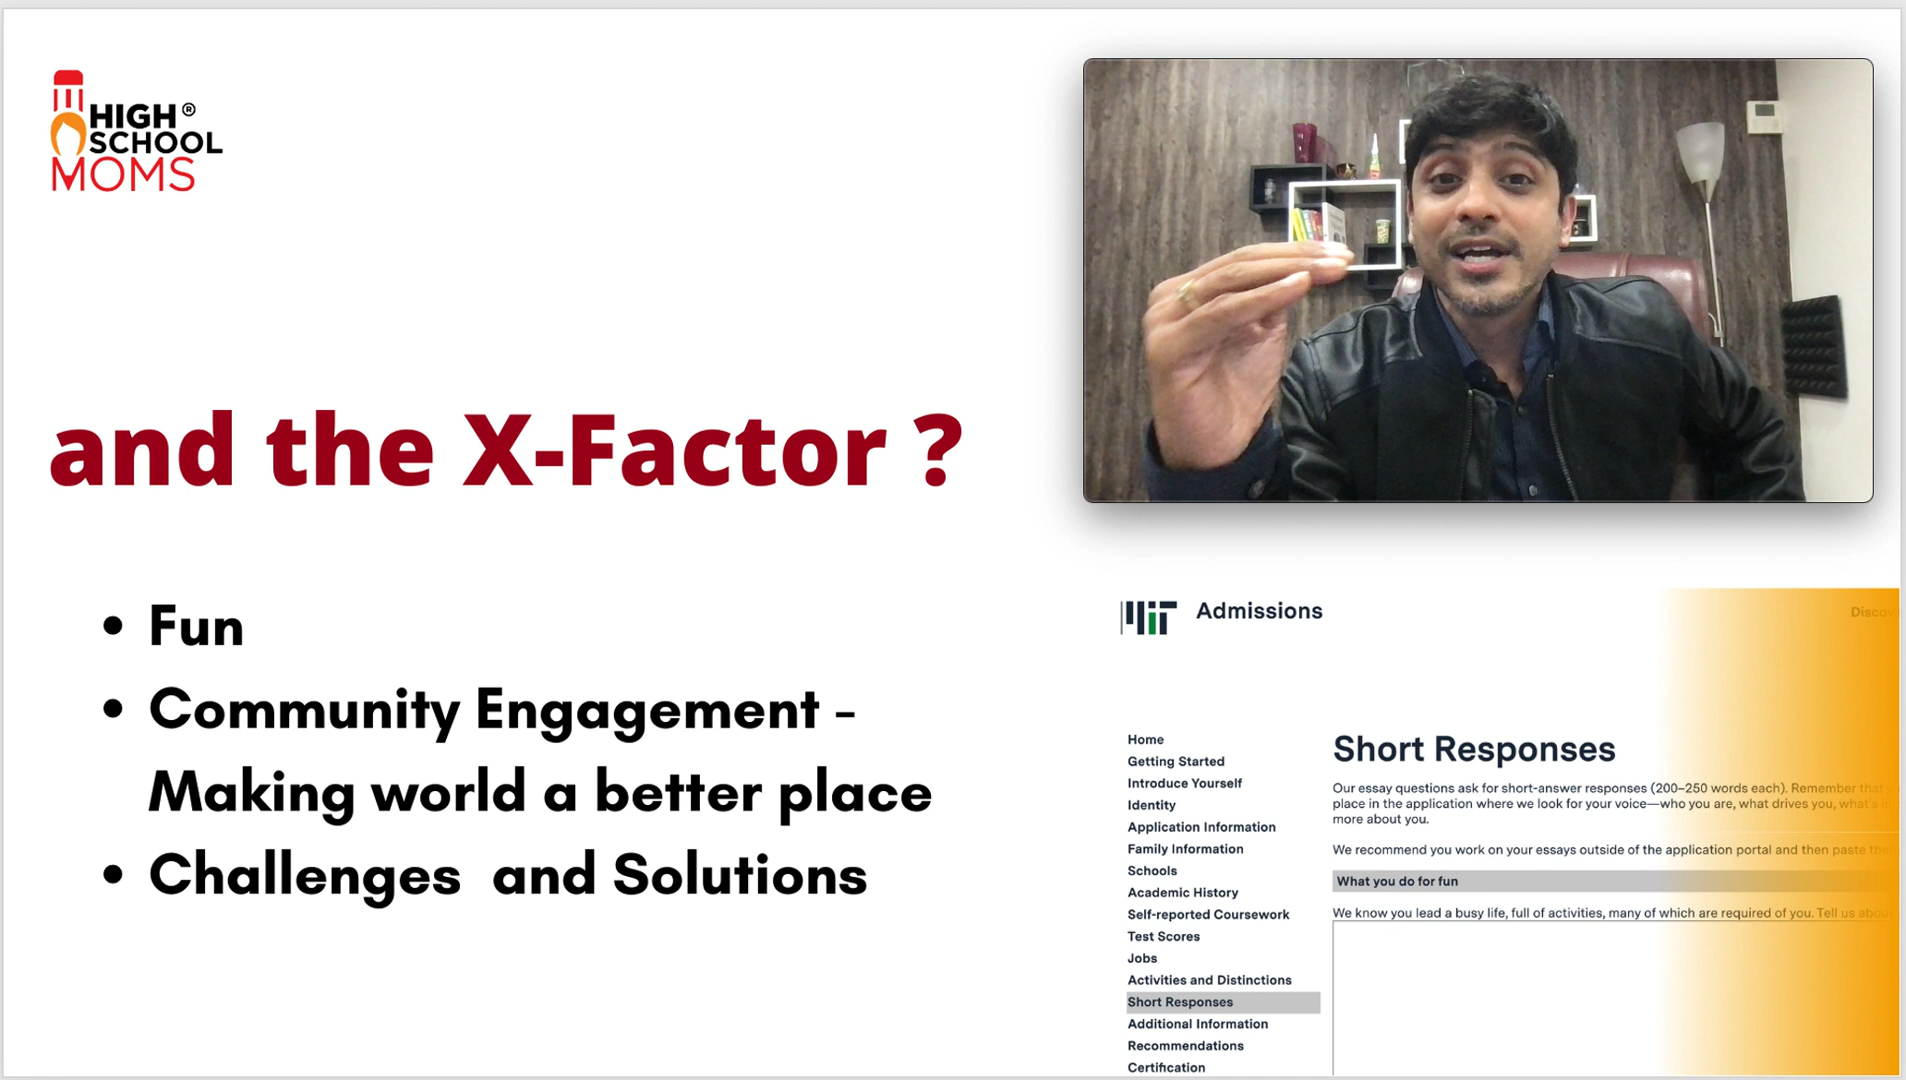 HIGH®
SCHOOL
MOMS
and the X-Factor ?
• Fun
• Community Engagement -
Making world a better place
• Challenges and Solutions
MIT Admissions
Home
Getting Started
Introduce Yourself
Identity
Application Information
Family Information
Schools
Academic History
Self-reported Coursework
Test Scores
Jobs
Activities and Distinctions
Short Responses
Additional Information
Recommendations
Certification
Short Responses
Our essay questions ask for short-answer responses (200–250 words each). Remember that
place in the application where we look for your voice—who you are, what drives you, what's
more about you.
We recommend you work on your essays outside of the application portal and then paste
What you do for fun
We know you lead a busy life, full of activities, many of which are required of you. Tell us